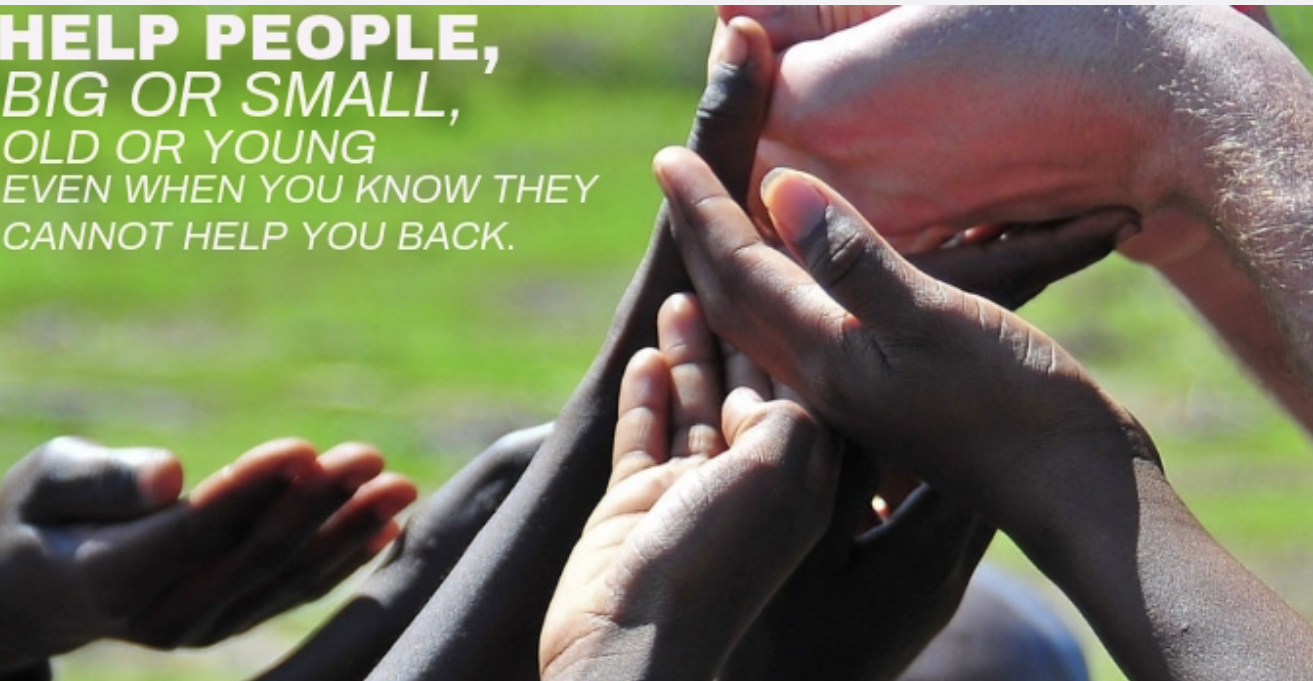 HELP PEOPLE,
BIG OR SMALL,
OLD OR YOUNG
EVEN WHEN YOU KNOW THEY
CANNOT HELP YOU BACK.